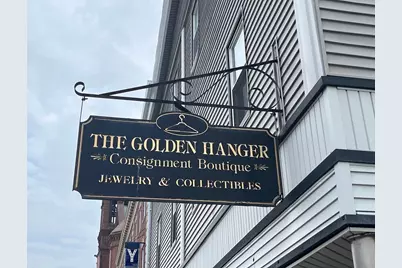 THE GOLDEN HANGER
Consignment Boutique
JEWELRY & COLLECTIBLES
Y